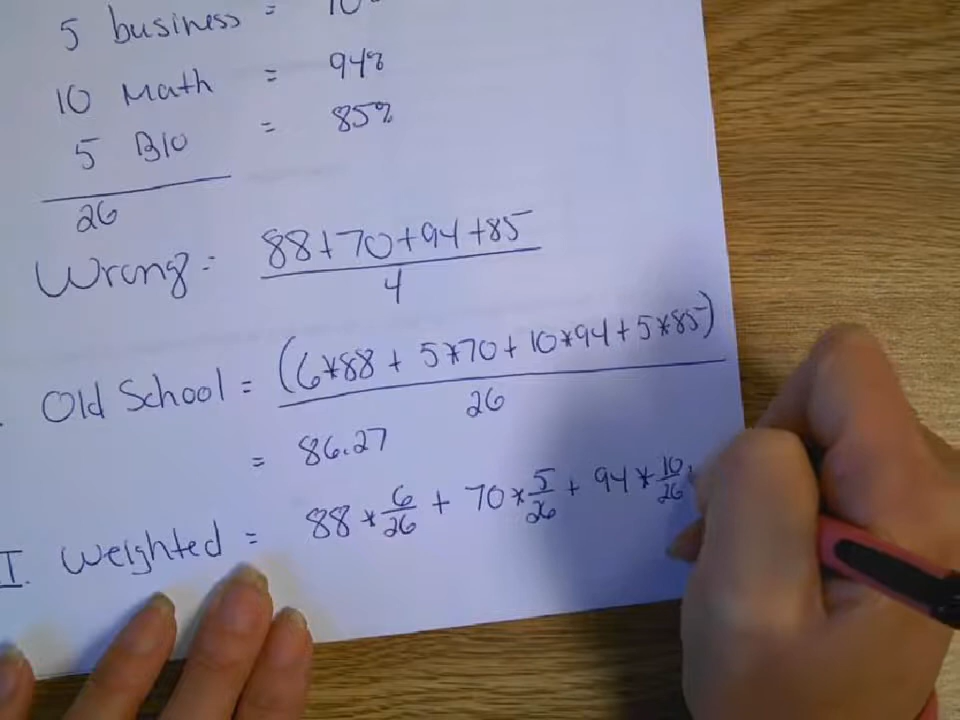 5 business =
10 Math = 94%
5 BIO = 85%
26
Wrong = 88+70+94+85
4
Old School = (6*88 + 5*70 + 10*94 + 5*85)
26
= 86.27
I. Weighted = 88 * 6/26 + 70 * 5/26 + 94 * 10/26